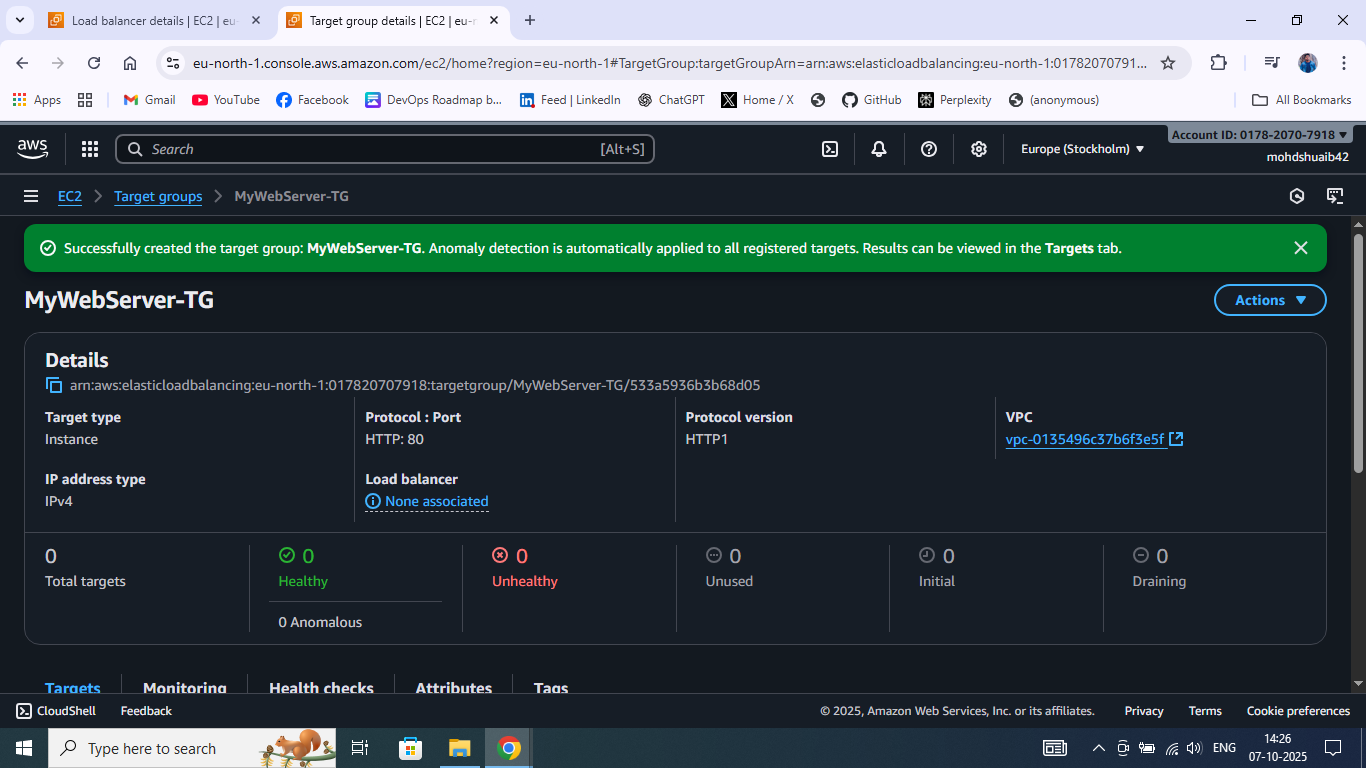 Load balancer details | EC2 | eu-
Target group details | EC2 | eu-n
eu-north-1.console.aws.amazon.com/ec2/home?region=eu-north-1#TargetGroup:targetGroupArn=arn:aws:elasticloadbalancing:eu-north-1:01782070791...
Apps
Gmail
YouTube
Facebook
DevOps Roadmap b...
Feed | LinkedIn
ChatGPT
Home / X
GitHub
Perplexity
(anonymous)
All Bookmarks
aws
Search
[Alt+S]
Europe (Stockholm)
Account ID: 0178-2070-7918
mohdshuaib42
EC2
Target groups
MyWebServer-TG
Successfully created the target group: MyWebServer-TG. Anomaly detection is automatically applied to all registered targets. Results can be viewed in the Targets tab.
MyWebServer-TG
Actions
Details
arn:aws:elasticloadbalancing:eu-north-1:017820707918:targetgroup/MyWebServer-TG/533a5936b3b68d05
Target type
Instance
Protocol : Port
HTTP: 80
Protocol version
HTTP1
VPC
vpc-0135496c37b6f3e5f
IP address type
IPv4
Load balancer
None associated
0
Total targets
0
Healthy
0 Anomalous
0
Unhealthy
0
Unused
0
Initial
0
Draining
Targets
Monitoring
Health checks
Attributes
Tags
CloudShell
Feedback
© 2025, Amazon Web Services, Inc. or its affiliates.
Privacy
Terms
Cookie preferences
Type here to search
ENG
14:26
07-10-2025